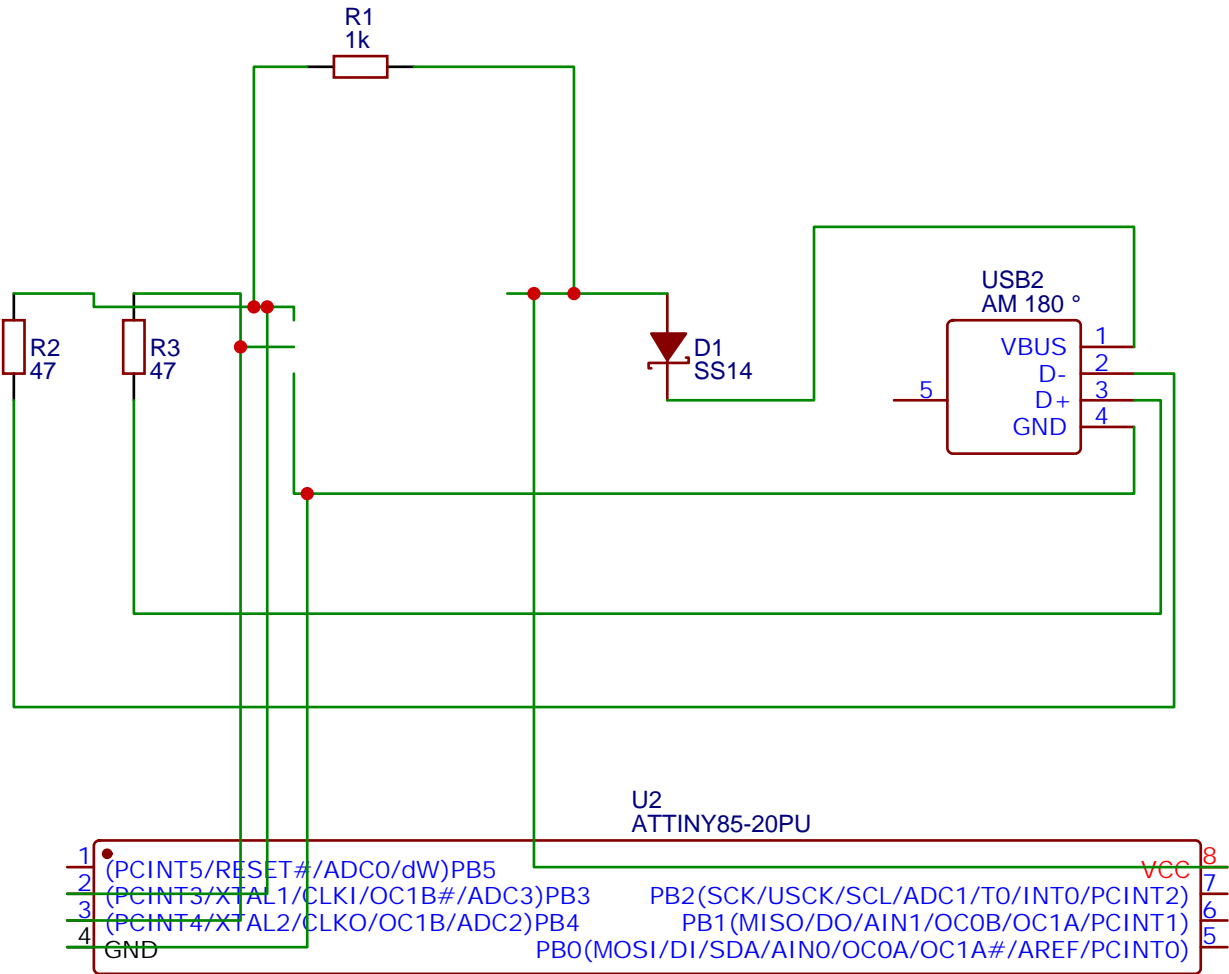 R1
1k
USB2
AM 180 °
VBUS 1
D- 2
5
D+ 3
GND 4
R2
47
R3
47
D1
SS14
U2
ATTINY85-20PU
1 (PCINT5/RESET#/ADC0/dW)PB5
VCC 8
2 (PCINT3/XTAL1/CLKI/OC1B#/ADC3)PB3
PB2(SCK/USCK/SCL/ADC1/T0/INT0/PCINT2) 7
3 (PCINT4/XTAL2/CLKO/OC1B/ADC2)PB4
PB1(MISO/DO/AIN1/OC0B/OC1A/PCINT1) 6
4 GND
PB0(MOSI/DI/SDA/AIN0/OC0A/OC1A#/AREF/PCINT0) 5